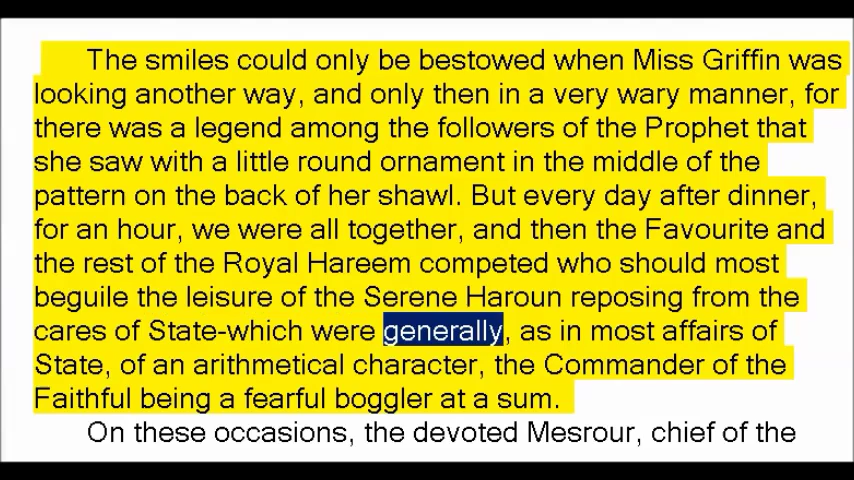 The smiles could only be bestowed when Miss Griffin was
looking another way, and only then in a very wary manner, for
there was a legend among the followers of the Prophet that
she saw with a little round ornament in the middle of the
pattern on the back of her shawl. But every day after dinner,
for an hour, we were all together, and then the Favourite and
the rest of the Royal Hareem competed who should most
beguile the leisure of the Serene Haroun reposing from the
cares of State-which were generally, as in most affairs of
State, of an arithmetical character, the Commander of the
Faithful being a fearful boggler at a sum.
On these occasions, the devoted Mesrour, chief of the